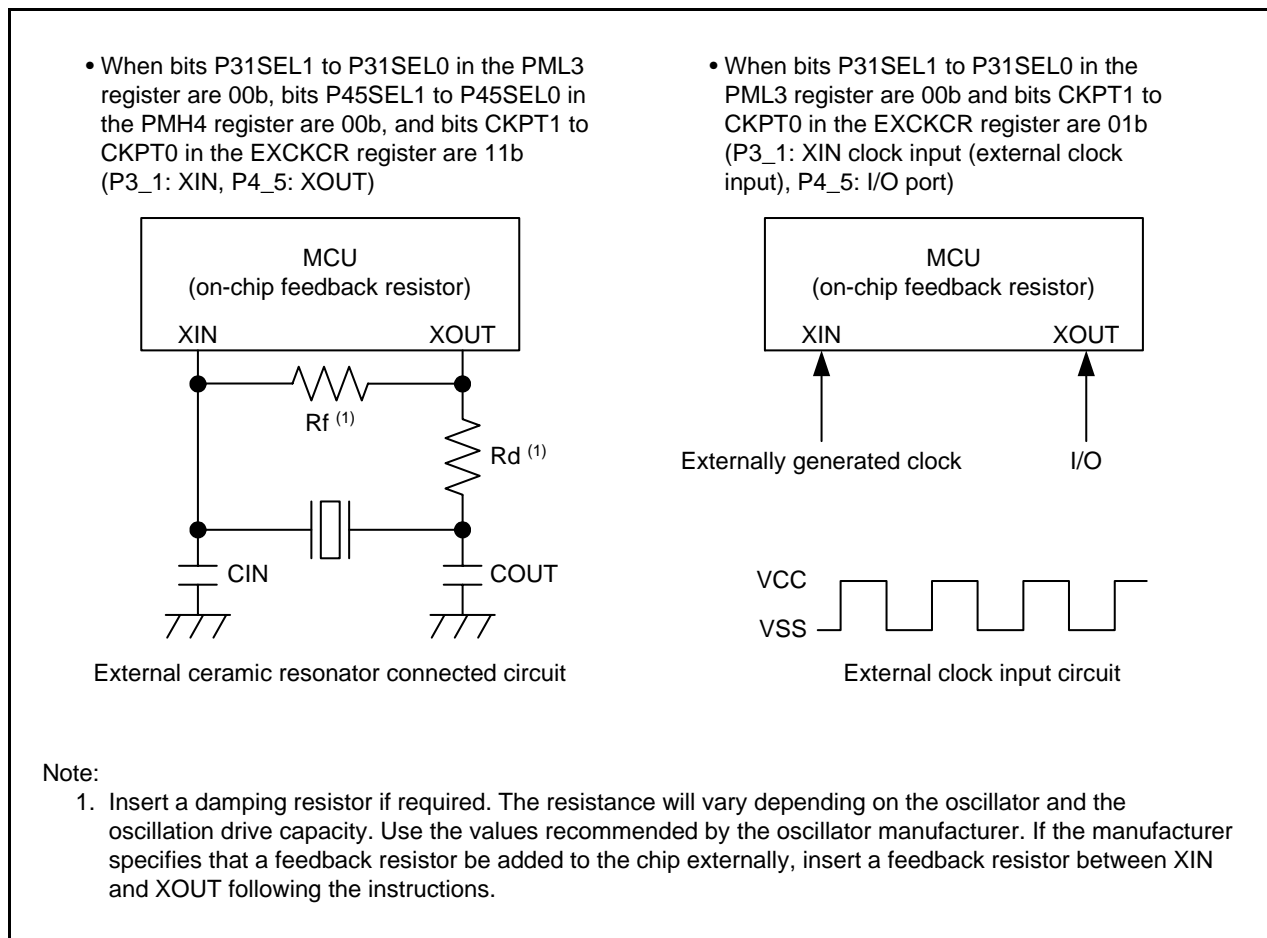 • When bits P31SEL1 to P31SEL0 in the PML3
register are 00b, bits P45SEL1 to P45SEL0 in
the PMH4 register are 00b, and bits CKPT1 to
CKPT0 in the EXCKCR register are 11b
(P3_1: XIN, P4_5: XOUT)
MCU
(on-chip feedback resistor)
XIN XOUT
Rf (1)
Rd (1)
CIN COUT
External ceramic resonator connected circuit
• When bits P31SEL1 to P31SEL0 in the
PML3 register are 00b and bits CKPT1 to
CKPT0 in the EXCKCR register are 01b
(P3_1: XIN clock input (external clock
input), P4_5: I/O port)
MCU
(on-chip feedback resistor)
XIN XOUT
Externally generated clock I/O
VCC
VSS
External clock input circuit
Note:
1. Insert a damping resistor if required. The resistance will vary depending on the oscillator and the
oscillation drive capacity. Use the values recommended by the oscillator manufacturer. If the manufacturer
specifies that a feedback resistor be added to the chip externally, insert a feedback resistor between XIN
and XOUT following the instructions.